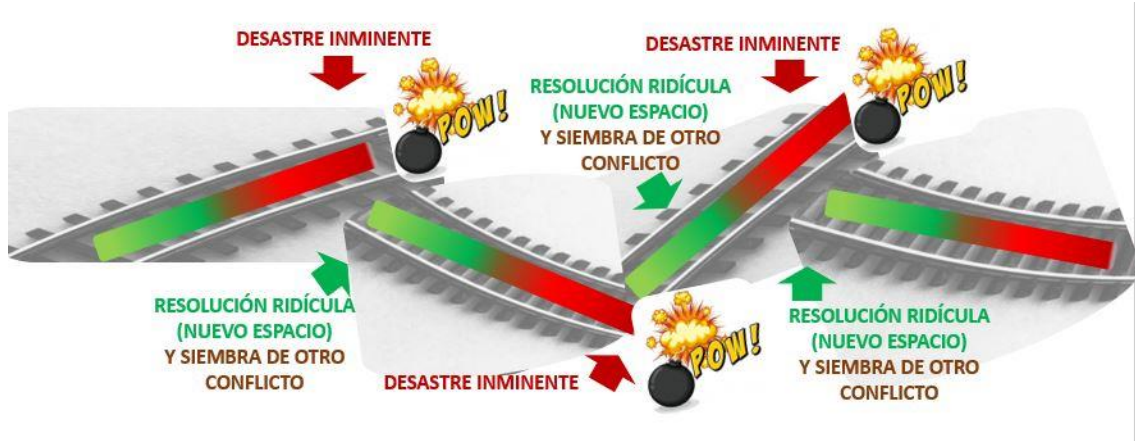 DESASTRE INMINENTE
POW!
RESOLUCIÓN RIDÍCULA
(NUEVO ESPACIO)
Y SIEMBRA DE OTRO
CONFLICTO
DESASTRE INMINENTE
POW!
RESOLUCIÓN RIDÍCULA
(NUEVO ESPACIO)
Y SIEMBRA DE OTRO
CONFLICTO
DESASTRE INMINENTE
POW!
RESOLUCIÓN RIDÍCULA
(NUEVO ESPACIO)
Y SIEMBRA DE OTRO
CONFLICTO